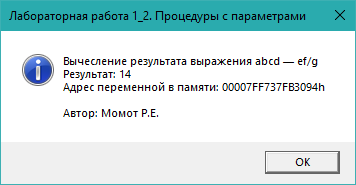 Лабораторная работа 1_2. Процедуры с параметрами
Вычесление результата выражения abcd — ef/g
Результат: 14
Адрес переменной в памяти: 00007FF737FB3094h
Автор: Момот Р.Е.
OK